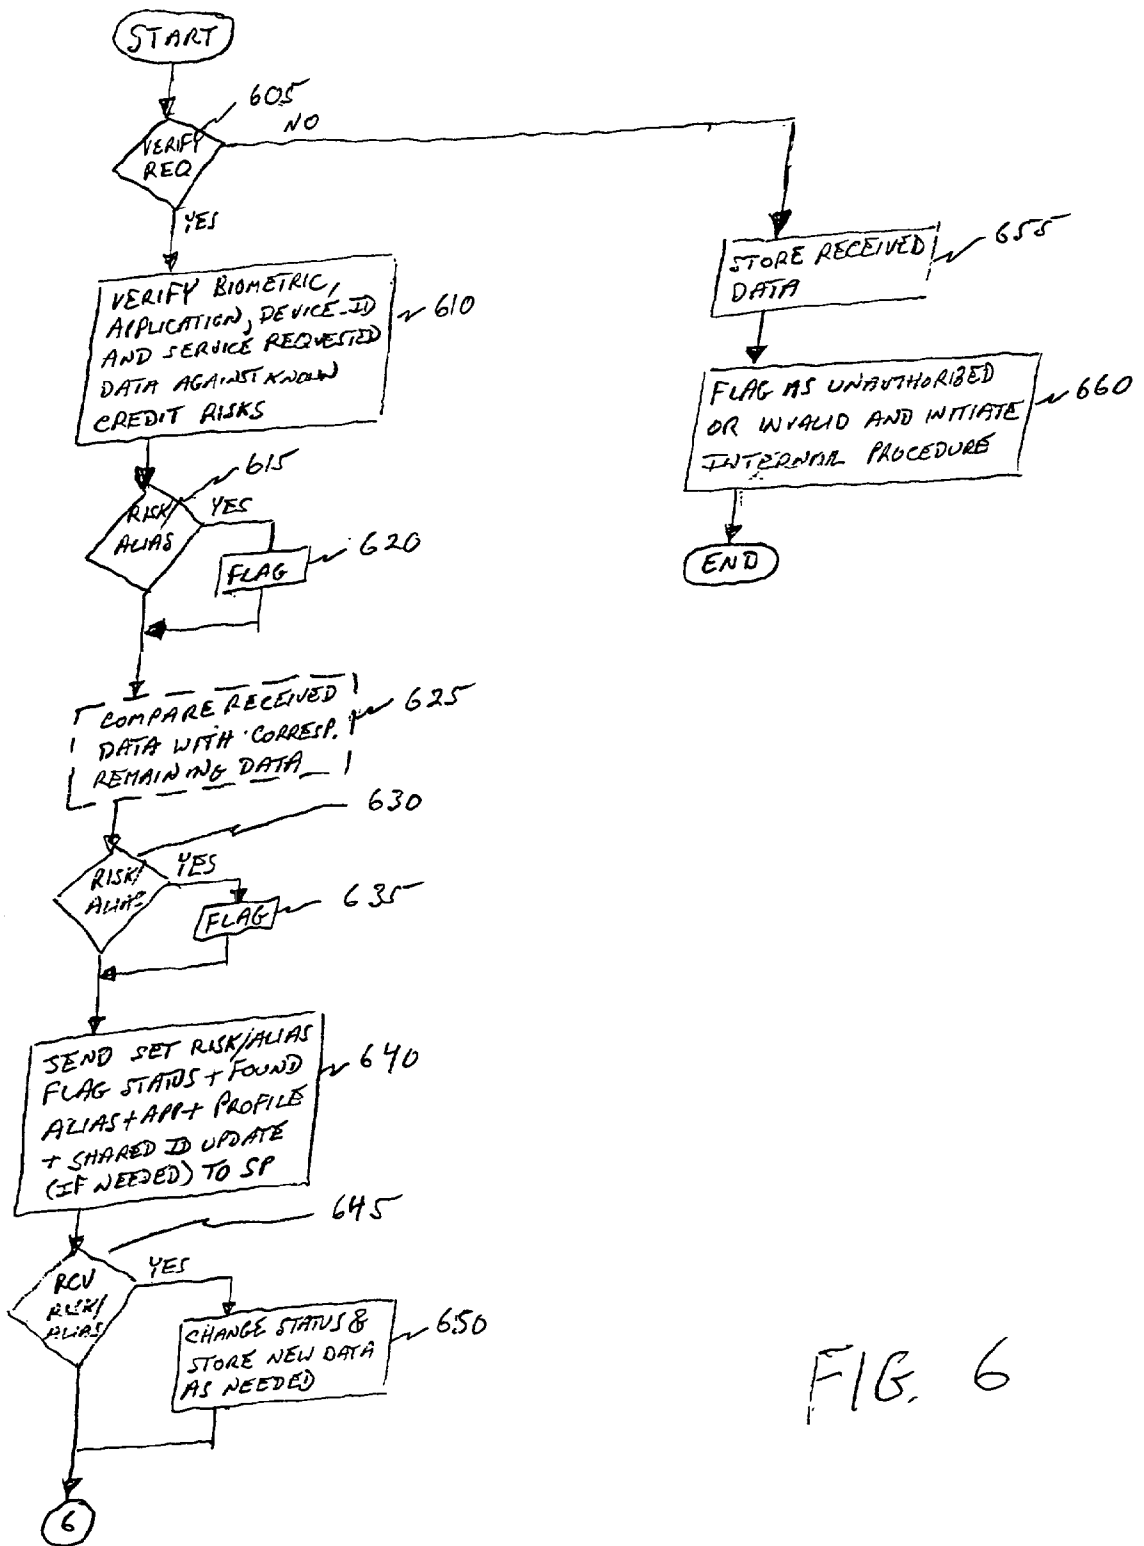 START
605
NO
VERIFY
REQ
YES
VERIFY BIOMETRIC,
APPLICATION, DEVICE-ID
AND SERVICE REQUESTED
DATA AGAINST KNOWN
CREDIT RISKS
610
615
RISK/
ALIAS
YES
FLAG
620
COMPARE RECEIVED
DATA WITH CORRESP.
REMAINING DATA
625
630
RISK/
ALIAS
YES
FLAG
635
SEND SET RISK/ALIAS
FLAG STATUS + FOUND
ALIAS + APP + PROFILE
+ SHARED ID UPDATE
(IF NEEDED) TO SP
640
645
RCV
RISK/
ALIAS
YES
CHANGE STATUS &
STORE NEW DATA
AS NEEDED
650
6
STORE RECEIVED
DATA
655
FLAG AS UNAUTHORIZED
OR INVALID AND INITIATE
INTERNAL PROCEDURE
660
END
FIG. 6